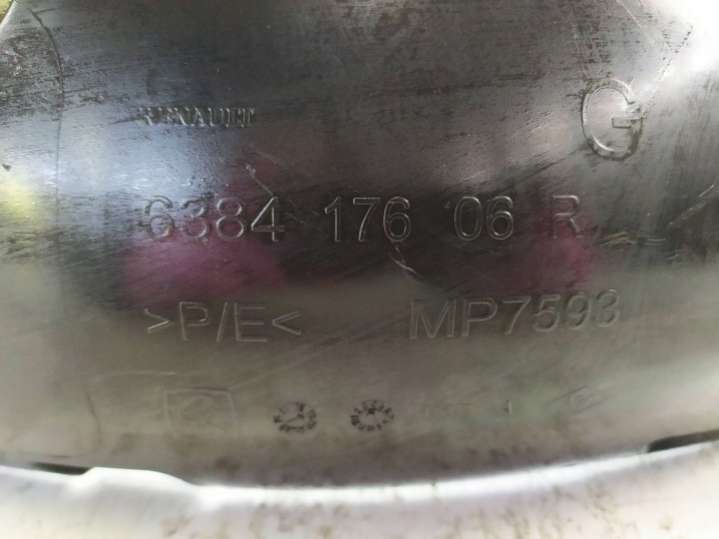 RENAULT
G
6384 176 06 R
>P/E< MP7593